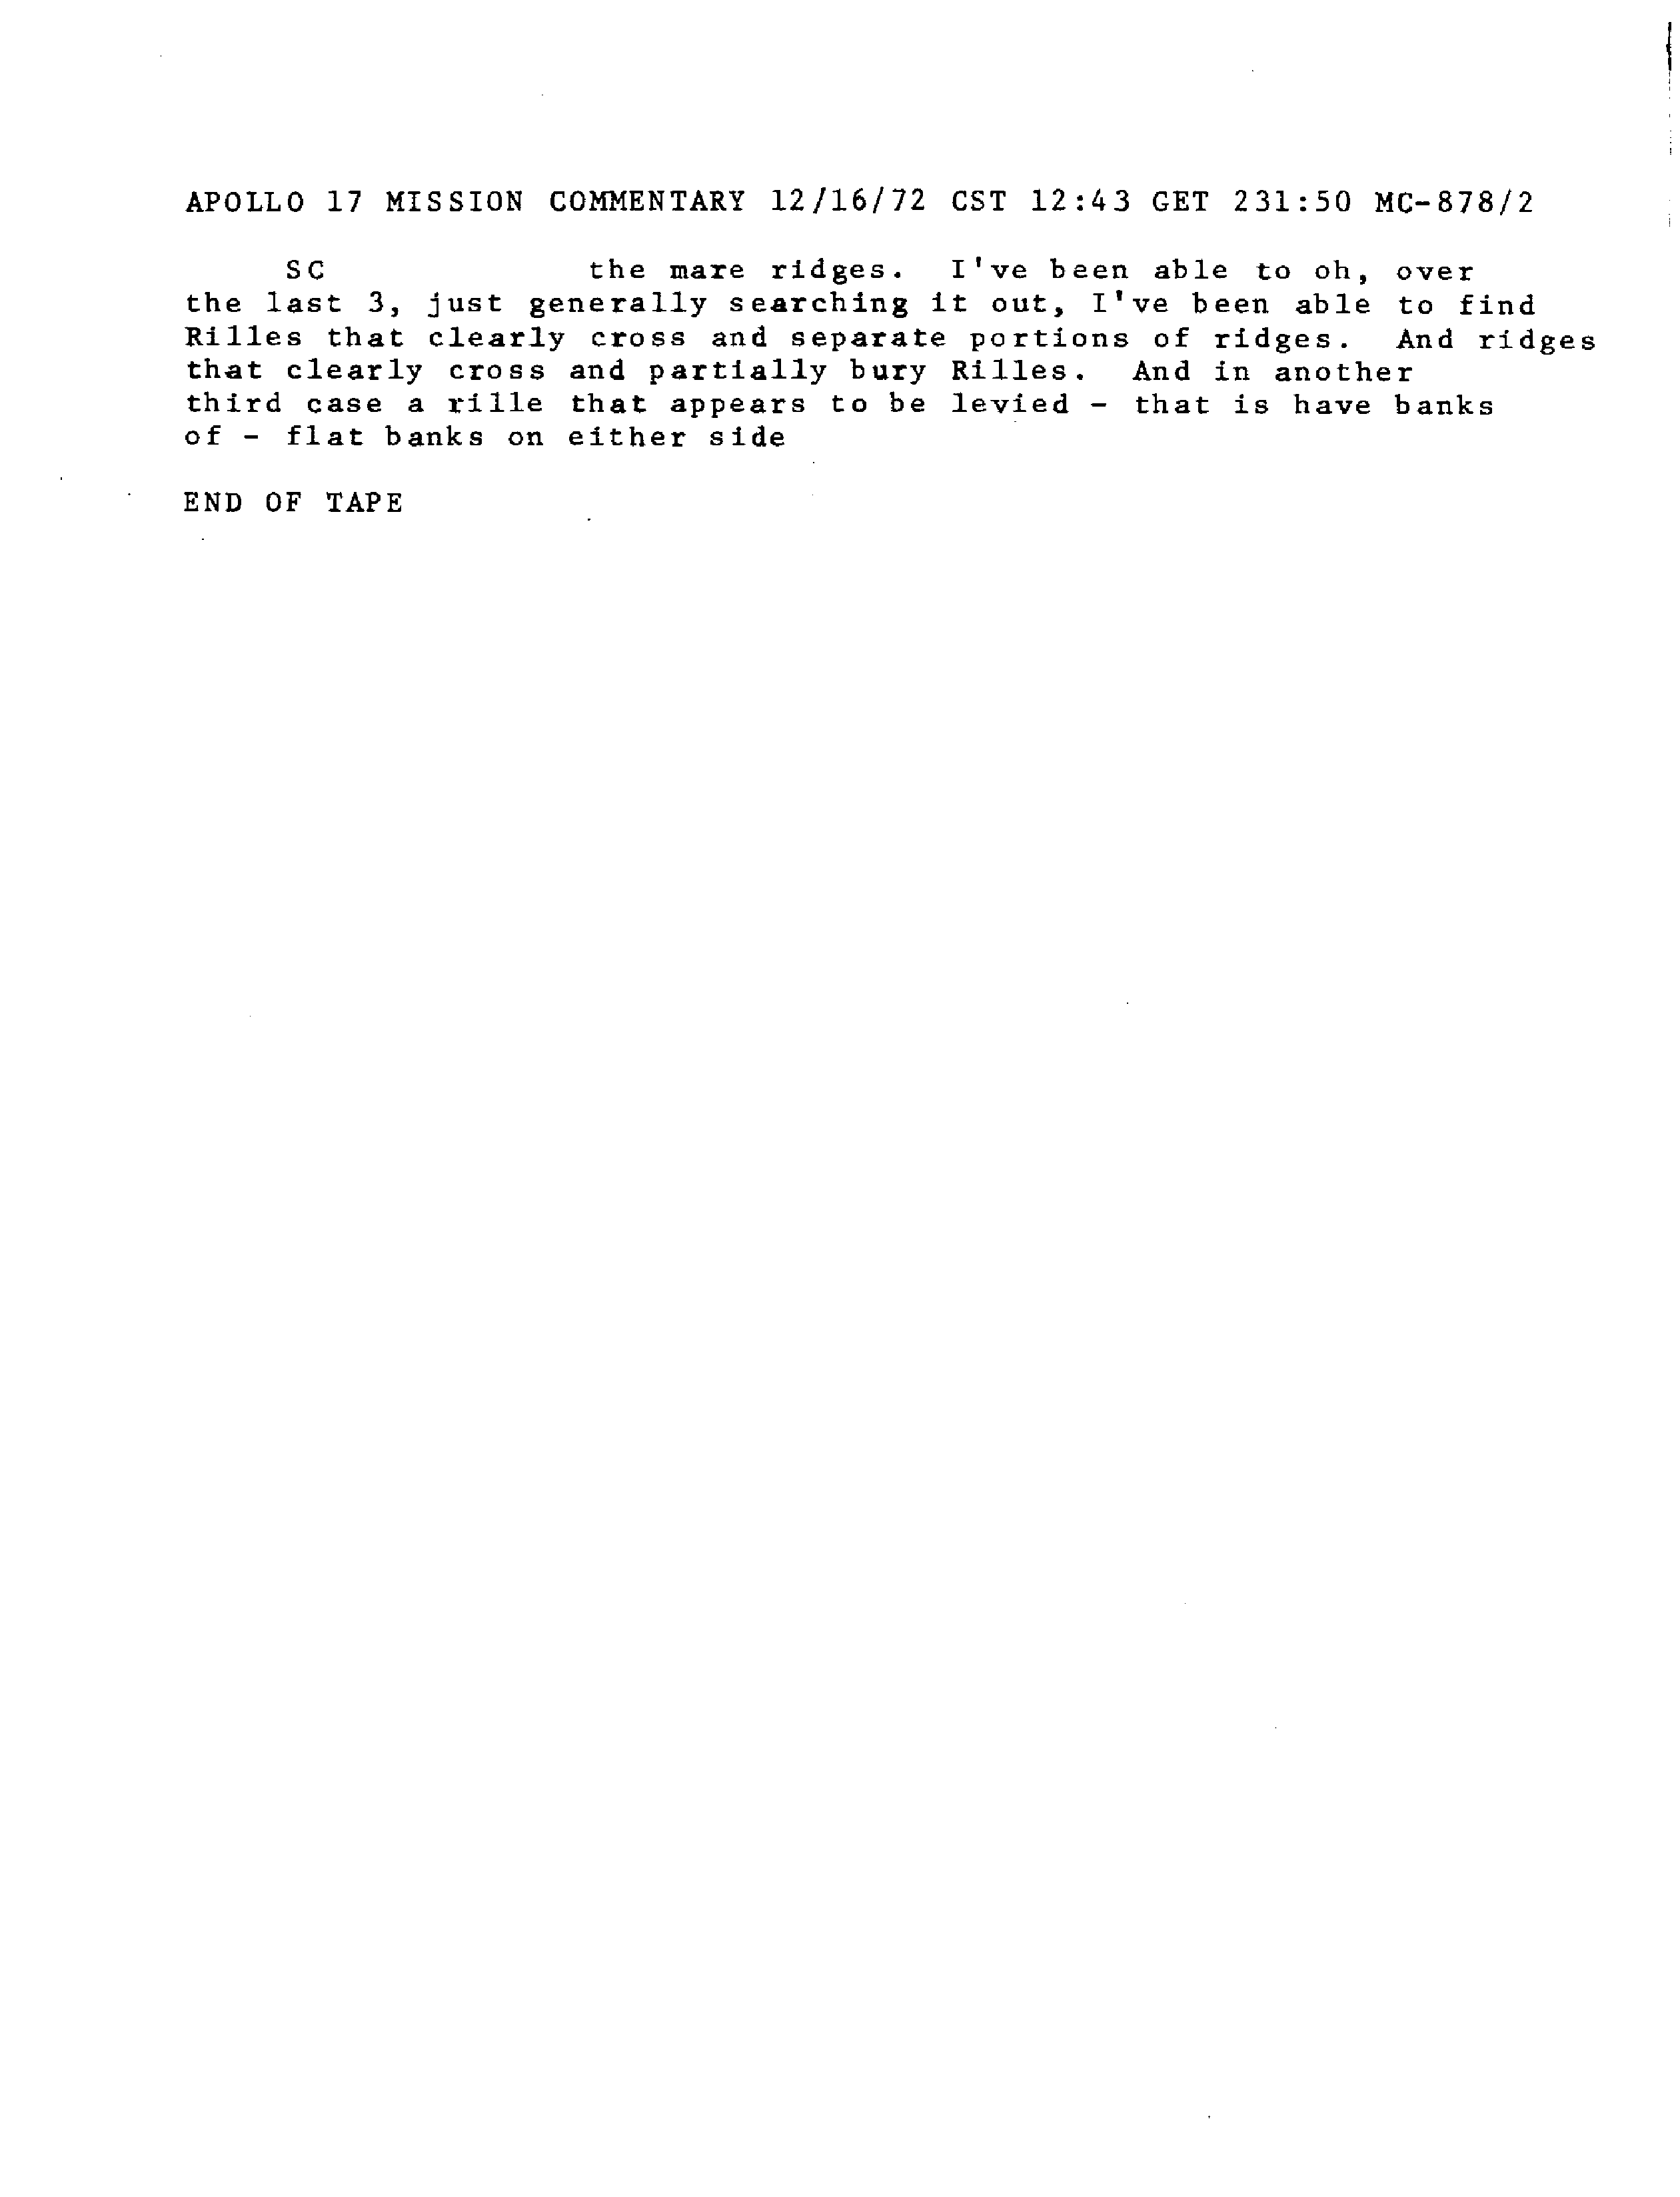 APOLLO 17 MISSION COMMENTARY 12/16/72 CST 12:43 GET 231:50 MC-878/2
SC the mare ridges. I've been able to oh, over
the last 3, just generally searching it out, I've been able to find
Rilles that clearly cross and separate portions of ridges. And ridges
that clearly cross and partially bury Rilles. And in another
third case a rille that appears to be levied - that is have banks
of - flat banks on either side
END OF TAPE